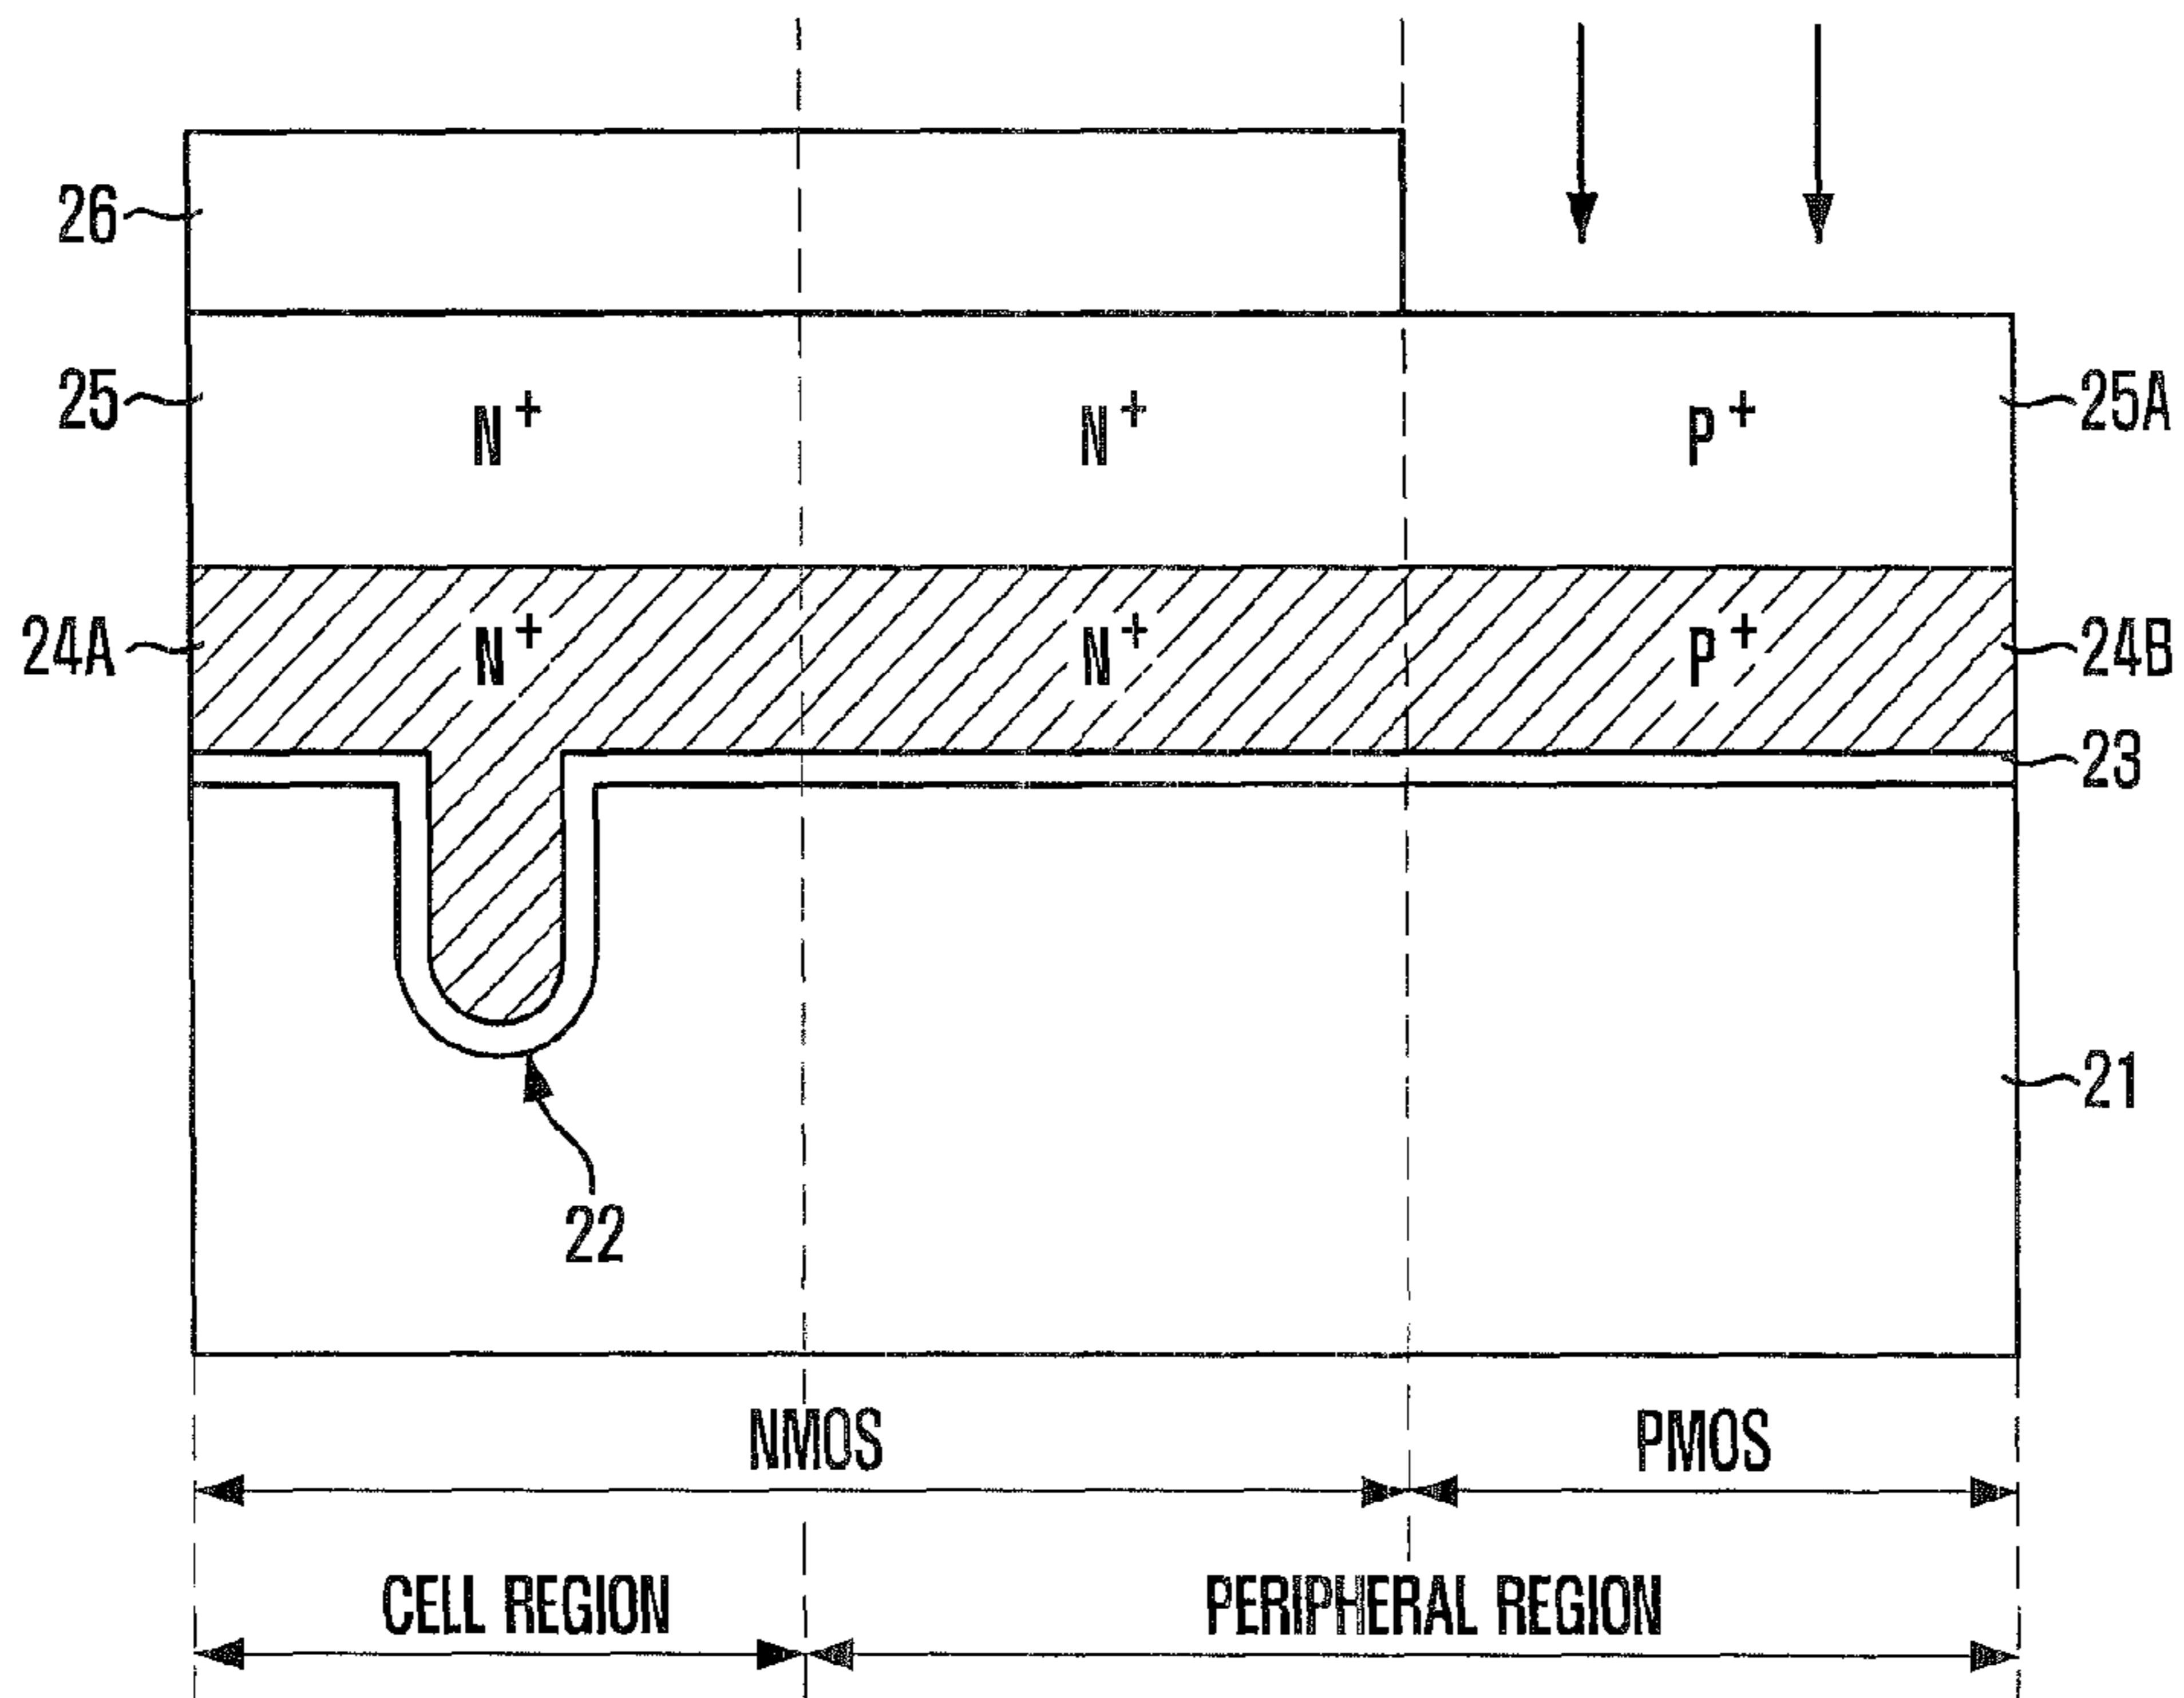 26
25 N+ N+ P+ 25A
24A N+ N+ P+ 24B
23
21
22
NMOS PMOS
CELL REGION PERIPHERAL REGION